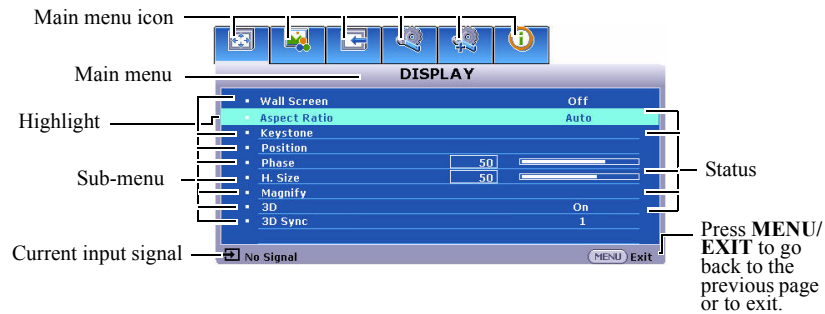 Main menu icon
Main menu
DISPLAY
Wall Screen Off
Highlight
Aspect Ratio Auto
Keystone
Position
Phase 50
Sub-menu
Status
H. Size 50
Magnify
3D On
3D Sync 1
Current input signal
No Signal
MENU Exit
Press MENU/
EXIT to go
back to the
previous page
or to exit.